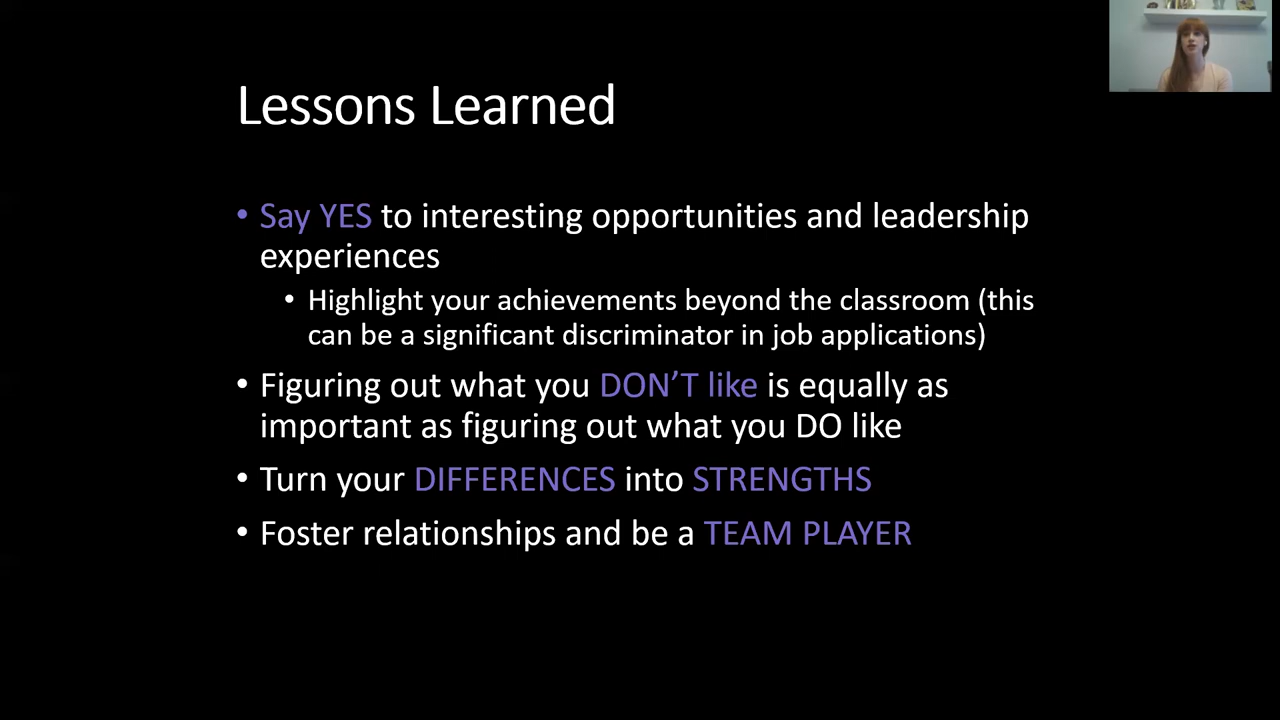 Lessons Learned
• Say YES to interesting opportunities and leadership
experiences
• Highlight your achievements beyond the classroom (this
can be a significant discriminator in job applications)
• Figuring out what you DON’T like is equally as
important as figuring out what you DO like
• Turn your DIFFERENCES into STRENGTHS
• Foster relationships and be a TEAM PLAYER